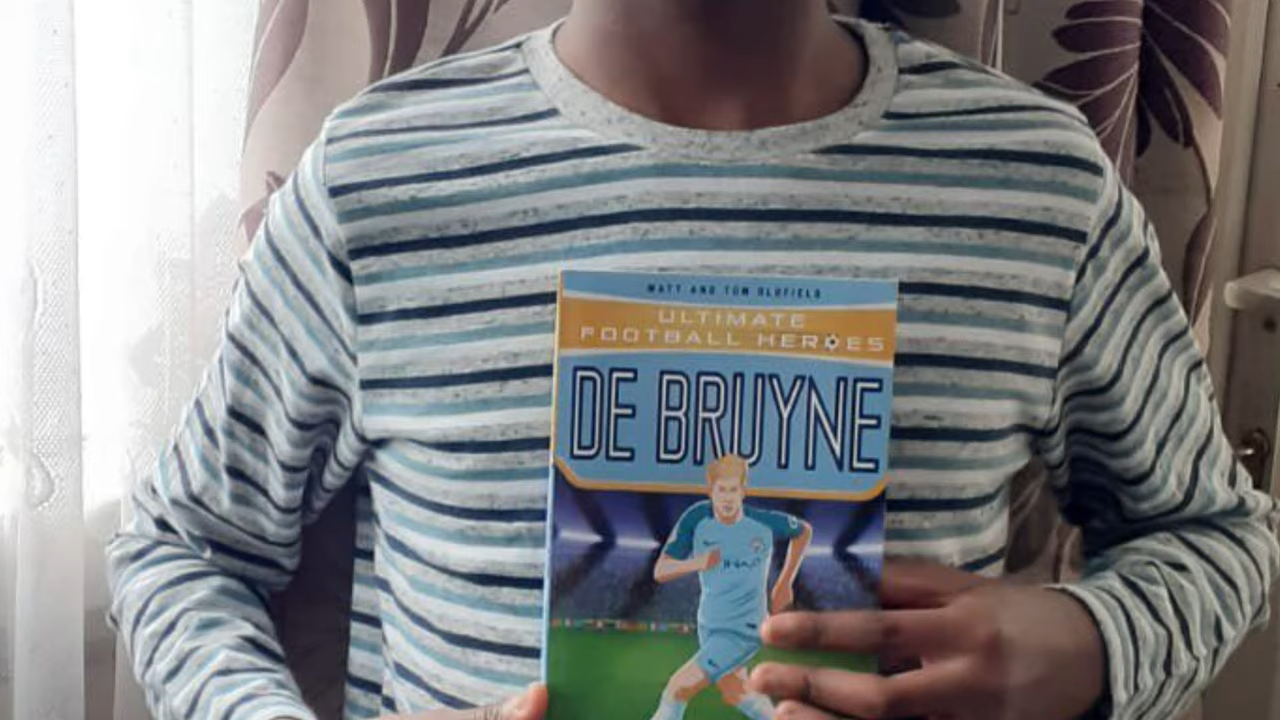 MATT AND TOM OLDFIELD
ULTIMATE
FOOTBALL HEROES
DE BRUYNE